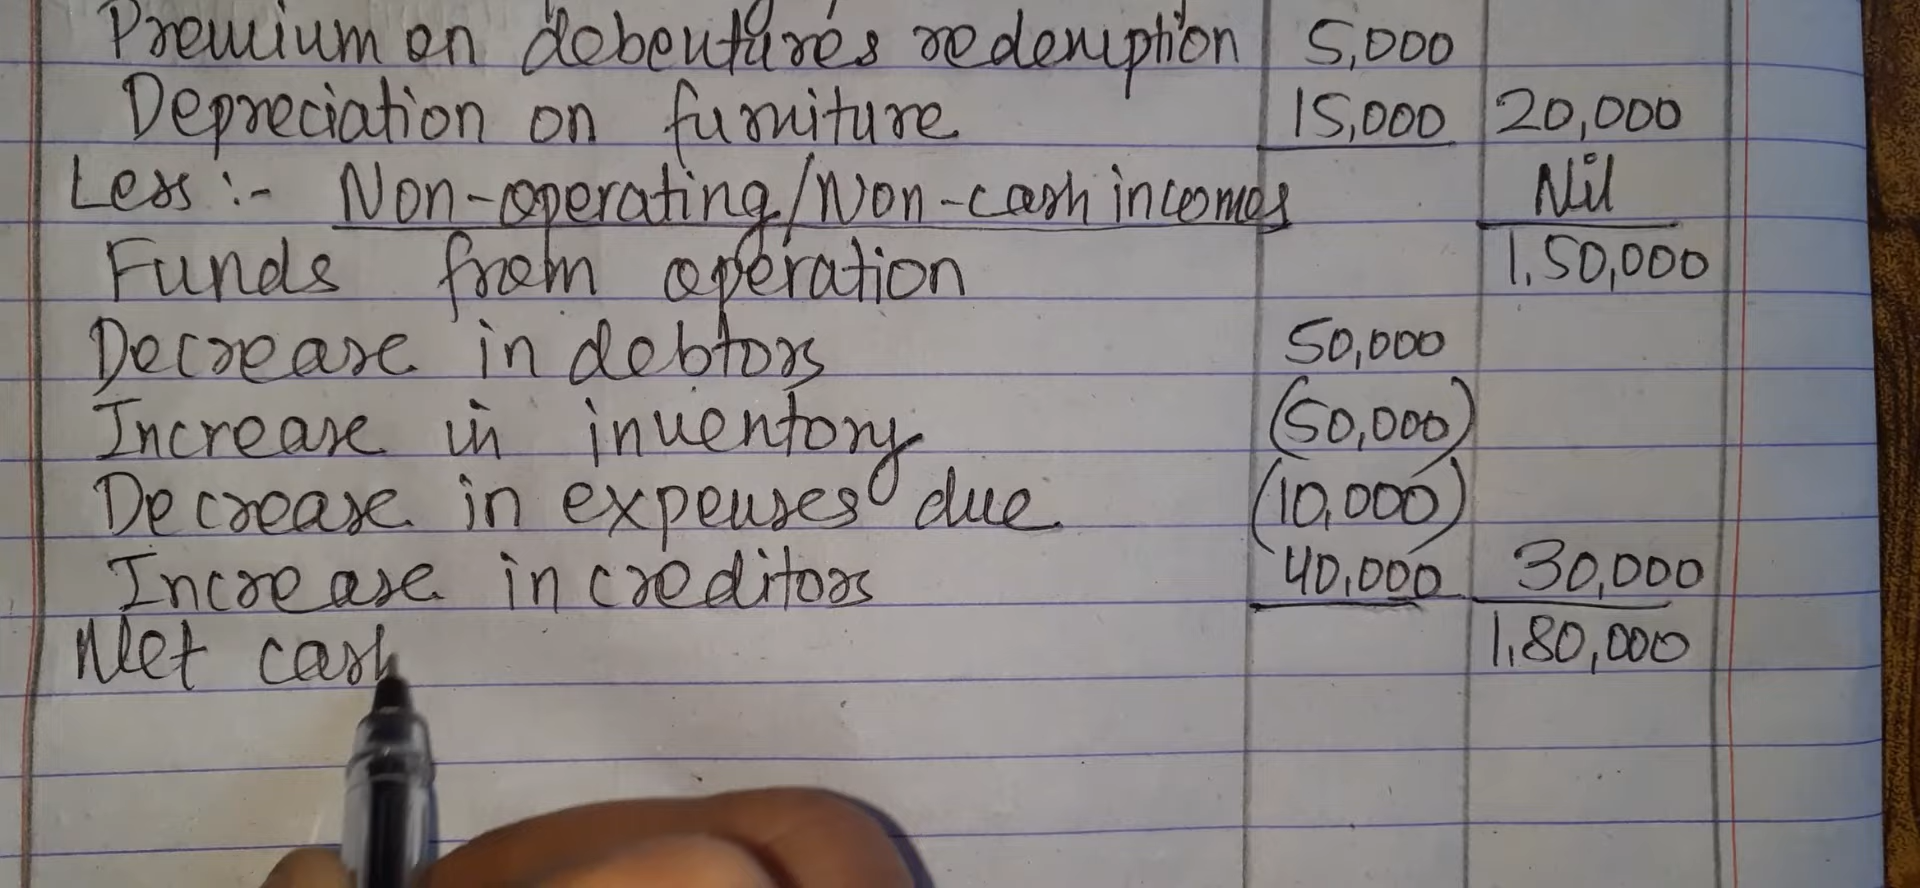 Premium on debentures redemption 5,000
Depreciation on furniture 15,000 20,000
Less :- Non-operating/Non-cash incomes Nil
Funds from operation 1,50,000
Decrease in debtors 50,000
Increase in inventory (50,000)
Decrease in expenses due (10,000)
Increase in creditors 40,000 30,000
Net cash 1,80,000